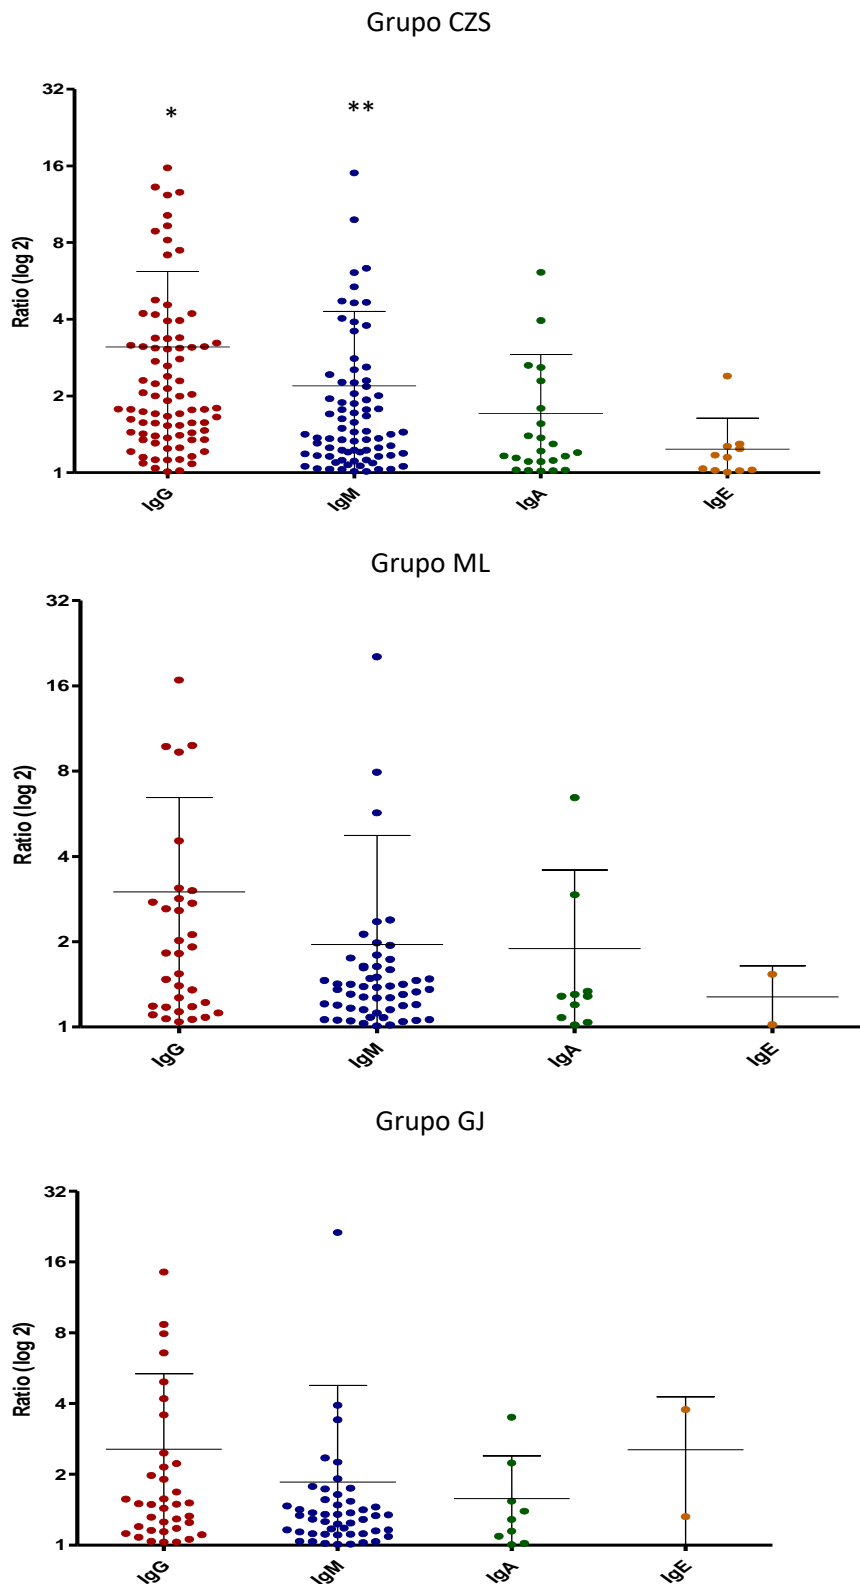 Grupo CZS
* **
32
16
8
4
2
1
Ratio (log 2)
IgG IgM IgA IgE
Grupo ML
32
16
8
4
2
1
Ratio (log 2)
IgG IgM IgA IgE
Grupo GJ
32
16
8
4
2
1
Ratio (log 2)
IgG IgM IgA IgE